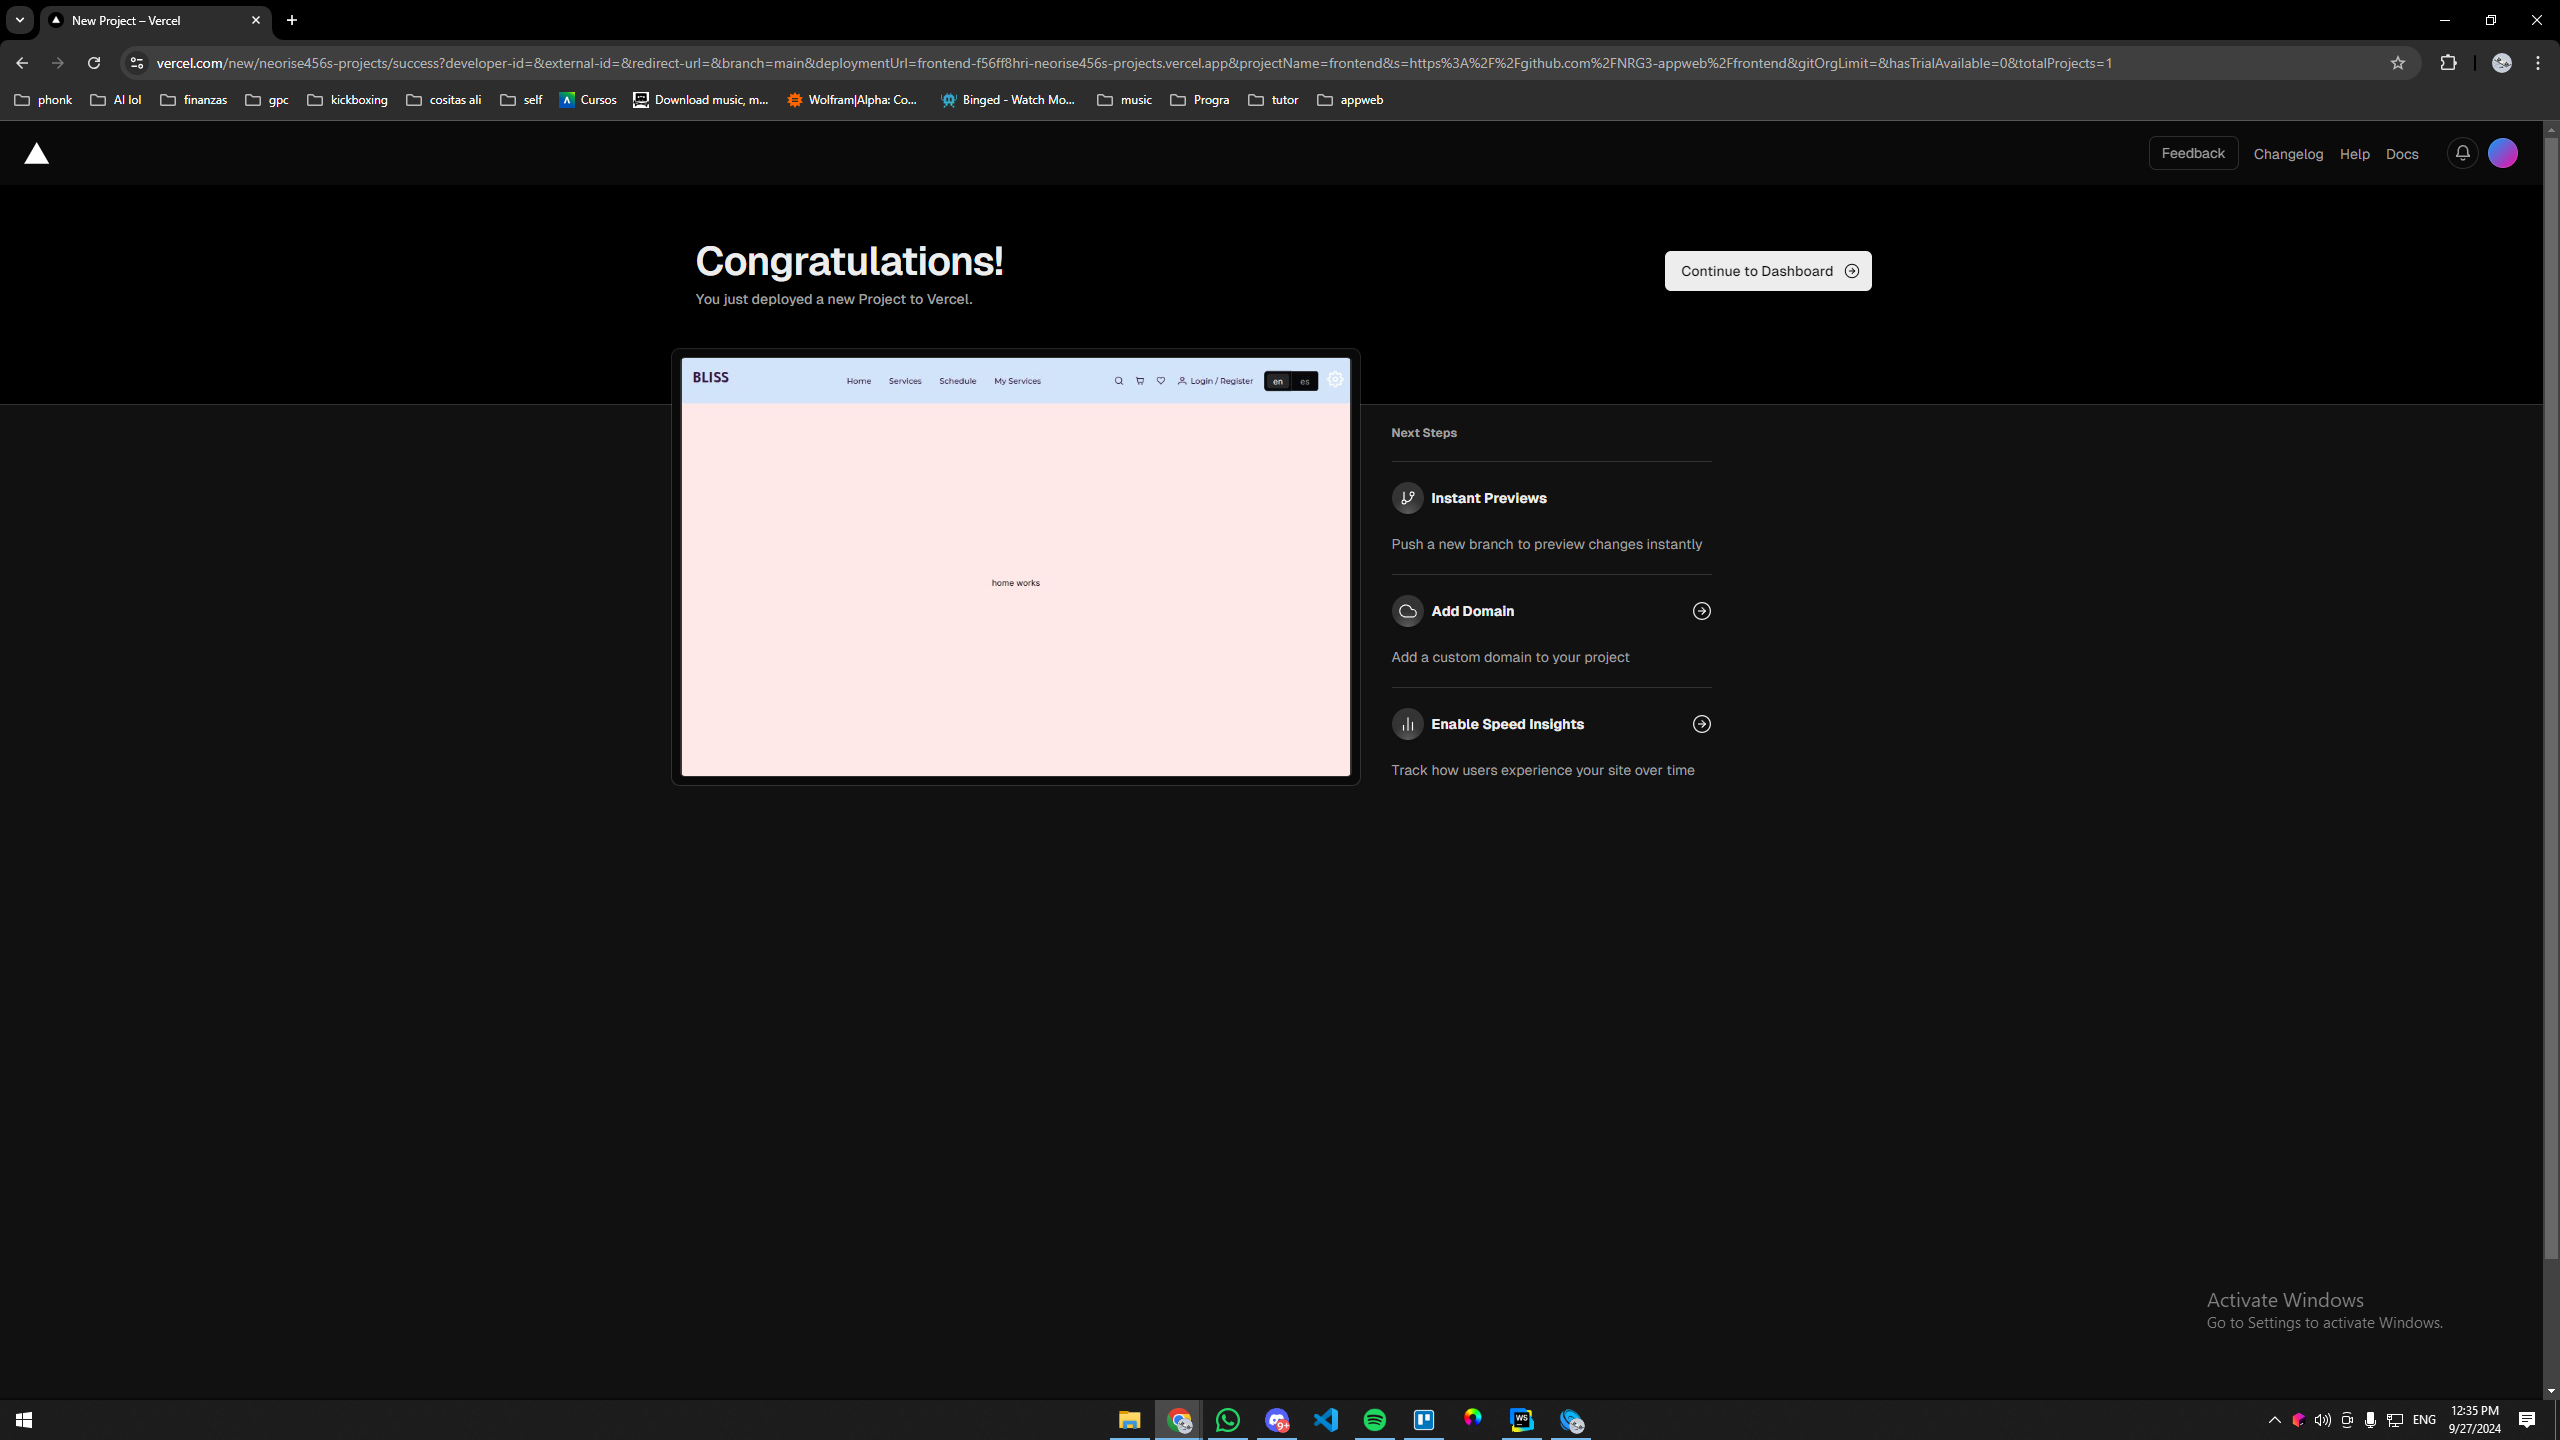 New Project – Vercel
vercel.com/new/neorise456s-projects/success?developer-id=&external-id=&redirect-url=&branch=main&deploymentUrl=frontend-f56ff8hri-neorise456s-projects.vercel.app&projectName=frontend&s=https%3A%2F%2Fgithub.com%2FNRG3-appweb%2Ffrontend&gitOrgLimit=&hasTrialAvailable=0&totalProjects=1
phonk AI lol finanzas gpc kickboxing cositas ali self Cursos Download music, m... Wolfram|Alpha: Co... Binged - Watch Mo... music Progra tutor appweb
Feedback Changelog Help Docs
Congratulations!
Continue to Dashboard
You just deployed a new Project to Vercel.
BLISS Home Services Schedule My Services Login / Register en es
home works
Next Steps
Instant Previews
Push a new branch to preview changes instantly
Add Domain
Add a custom domain to your project
Enable Speed Insights
Track how users experience your site over time
Activate Windows
Go to Settings to activate Windows.
9+
WS
ENG
12:35 PM
9/27/2024